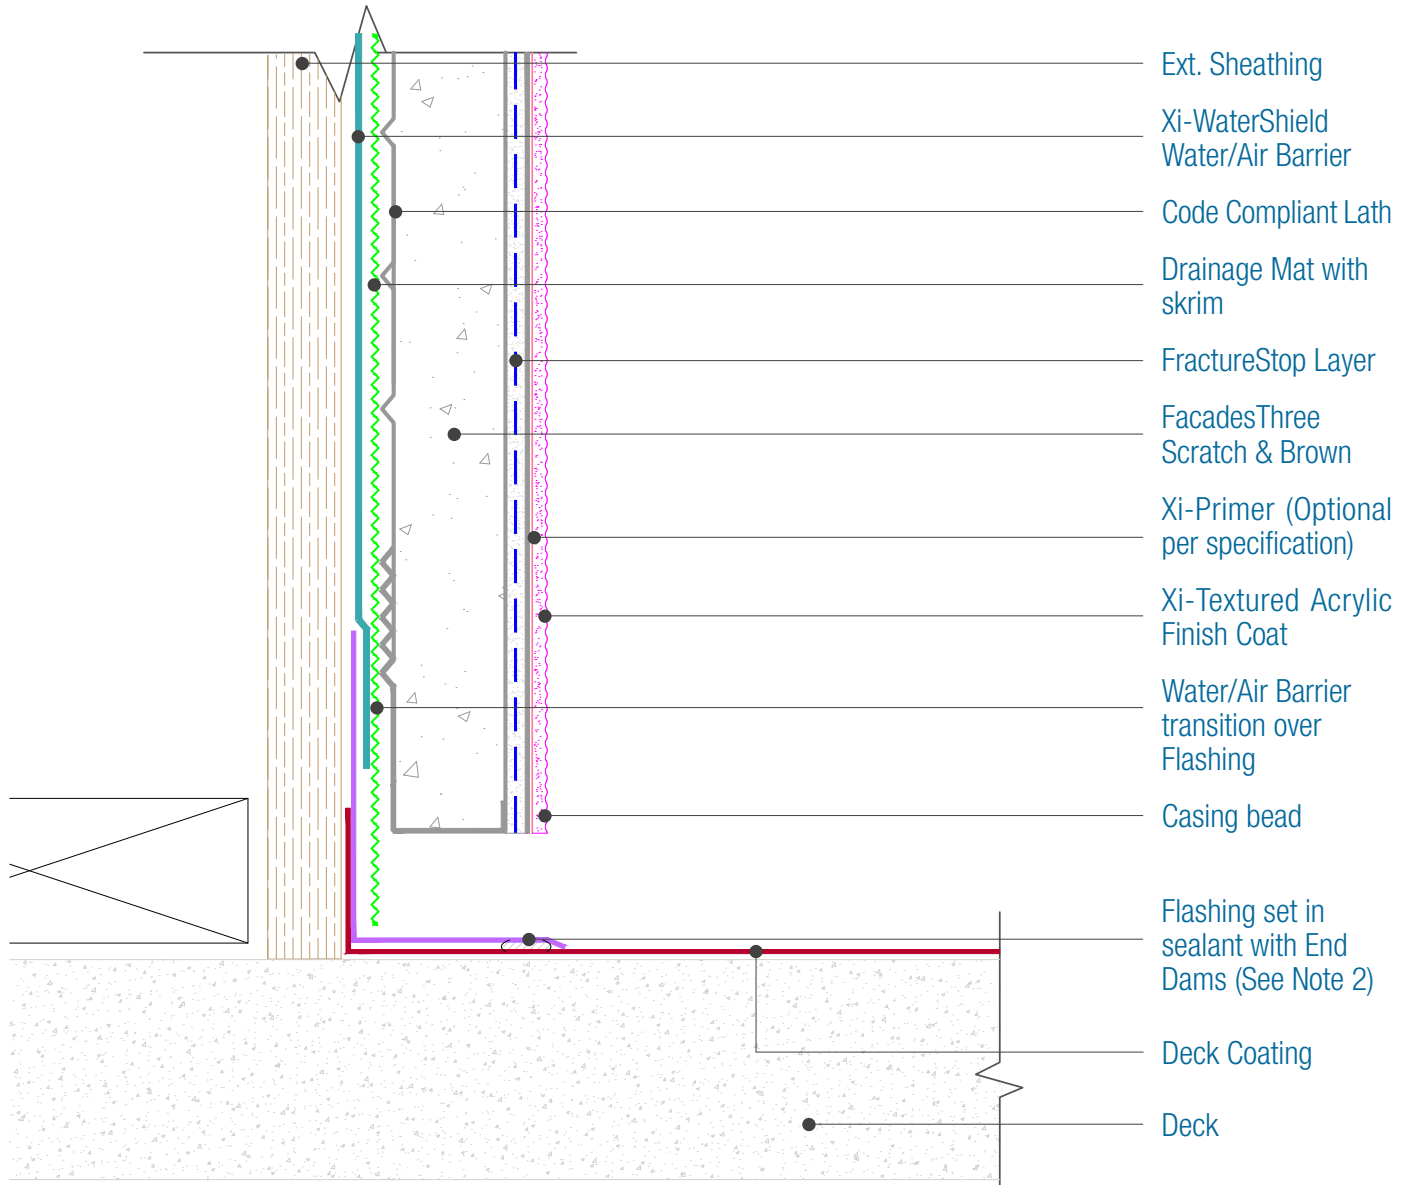 Ext. Sheathing
Xi-WaterShield
Water/Air Barrier
Code Compliant Lath
Drainage Mat with
skrim
FractureStop Layer
FacadesThree
Scratch & Brown
Xi-Primer (Optional
per specification)
Xi-Textured Acrylic
Finish Coat
Water/Air Barrier
transition over
Flashing
Casing bead
Flashing set in
sealant with End
Dams (See Note 2)
Deck Coating
Deck